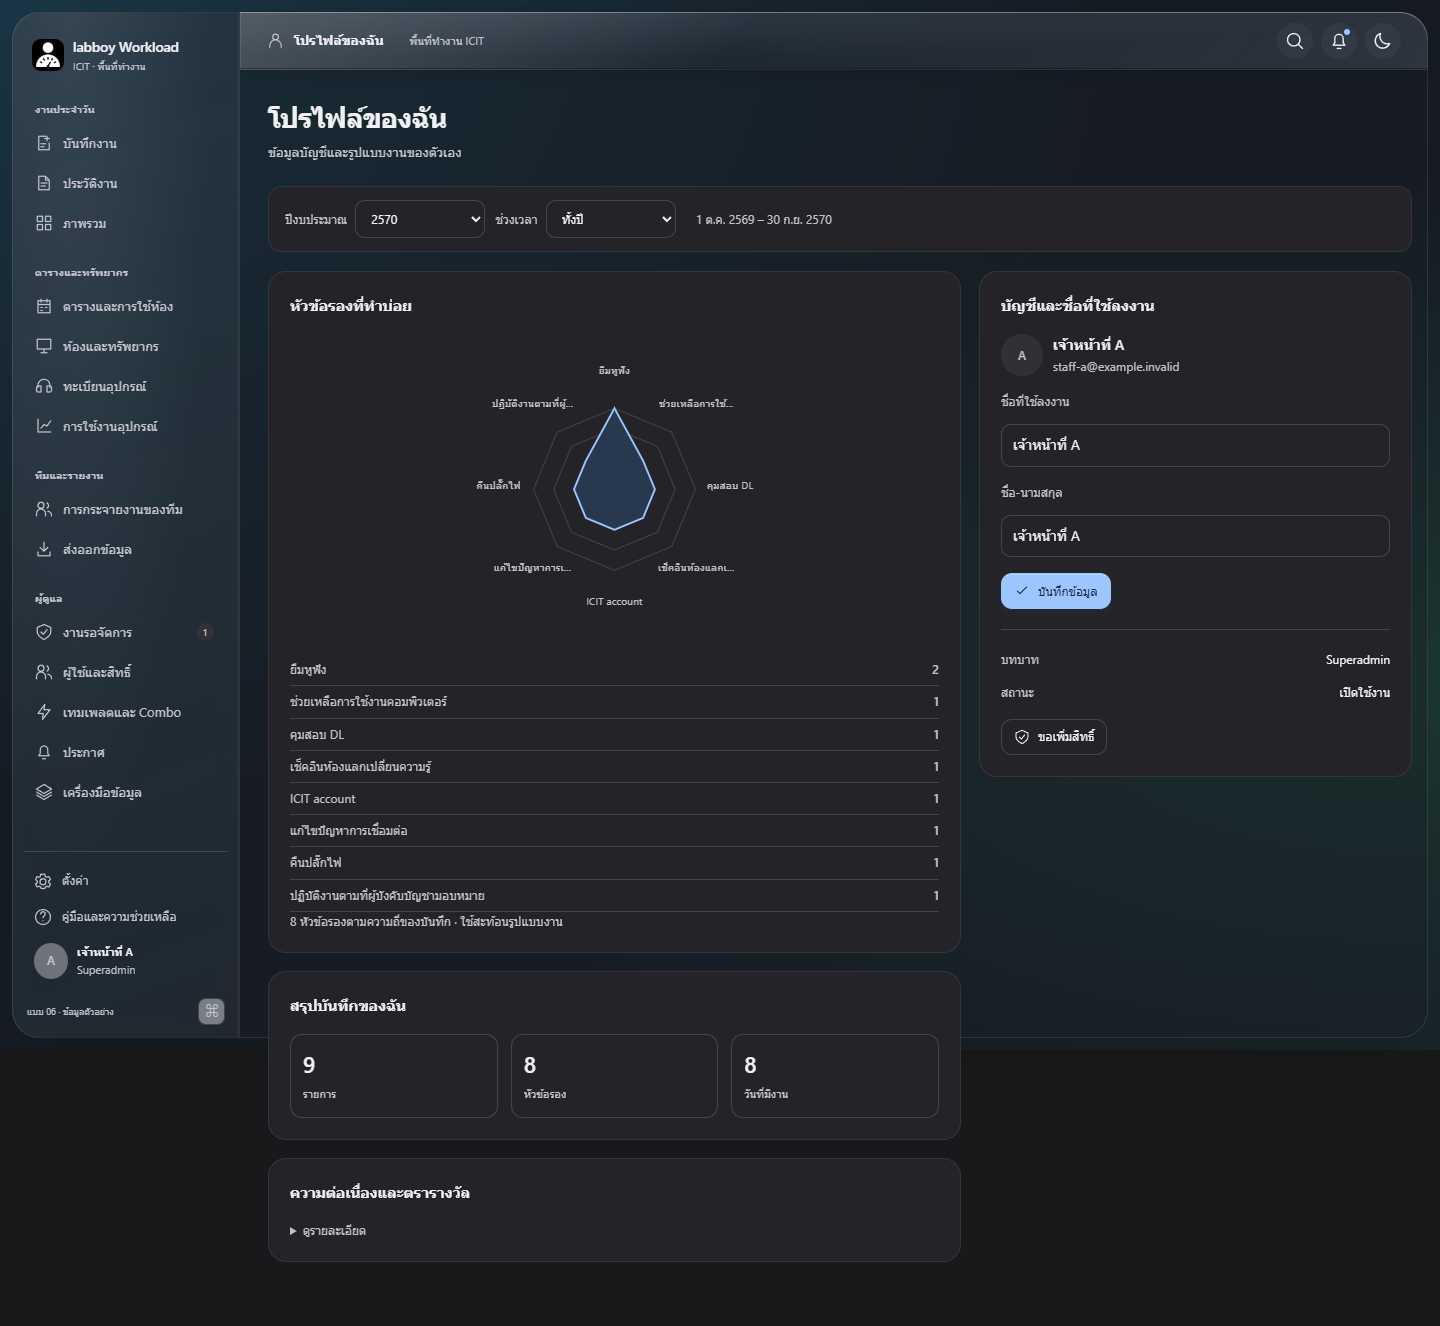 labboy Workload
ICIT · พื้นที่ทำงาน
งานประจำวัน
บันทึกงาน
ประวัติงาน
ภาพรวม
ตารางและทรัพยากร
ตารางและการใช้ห้อง
ห้องและทรัพยากร
ทะเบียนอุปกรณ์
การใช้งานอุปกรณ์
ทีมและรายงาน
การกระจายงานของทีม
ส่งออกข้อมูล
ผู้ดูแล
งานรอจัดการ 1
ผู้ใช้และสิทธิ์
เทมเพลตและ Combo
ประกาศ
เครื่องมือข้อมูล
ตั้งค่า
คู่มือและความช่วยเหลือ
A
เจ้าหน้าที่ A
Superadmin
แบบ 06 · ข้อมูลตัวอย่าง
⌘
โปรไฟล์ของฉัน พื้นที่ทำงาน ICIT
โปรไฟล์ของฉัน
ข้อมูลบัญชีและรูปแบบงานของตัวเอง
ปีงบประมาณ 2570 ช่วงเวลา ทั้งปี 1 ต.ค. 2569 – 30 ก.ย. 2570
หัวข้อรองที่ทำบ่อย
ยืมหูฟัง
ปฏิบัติงานตามที่ผู้… ช่วยเหลือการใช้…
คืนปลั๊กไฟ คุมสอบ DL
แก้ไขปัญหาการเ… เช็คอินห้องแลกเ…
ICIT account
ยืมหูฟัง 2
ช่วยเหลือการใช้งานคอมพิวเตอร์ 1
คุมสอบ DL 1
เช็คอินห้องแลกเปลี่ยนความรู้ 1
ICIT account 1
แก้ไขปัญหาการเชื่อมต่อ 1
คืนปลั๊กไฟ 1
ปฏิบัติงานตามที่ผู้บังคับบัญชามอบหมาย 1
8 หัวข้อรองตามความถี่ของบันทึก · ใช้สะท้อนรูปแบบงาน
สรุปบันทึกของฉัน
9 8 8
รายการ หัวข้อรอง วันที่มีงาน
ความต่อเนื่องและตรารางวัล
ดูรายละเอียด
บัญชีและชื่อที่ใช้ลงงาน
A
เจ้าหน้าที่ A
staff-a@example.invalid
ชื่อที่ใช้ลงงาน
เจ้าหน้าที่ A
ชื่อ-นามสกุล
เจ้าหน้าที่ A
บันทึกข้อมูล
บทบาท Superadmin
สถานะ เปิดใช้งาน
ขอเพิ่มสิทธิ์